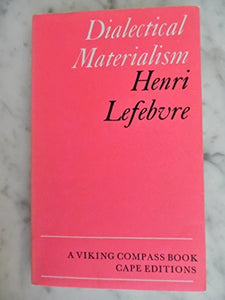 Dialectical
Materialism
Henri
Lefebvre
A VIKING COMPASS BOOK
CAPE EDITIONS